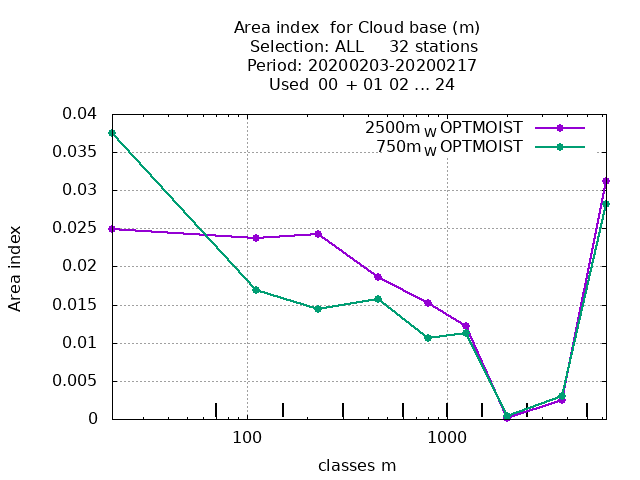 Area index  for Cloud base (m)
Selection: ALL     32 stations
Period: 20200203-20200217
Used  00 + 01 02 ... 24
2500m_W OPTMOIST
750m_W OPTMOIST
0.04
0.035
0.03
0.025
0.02
0.015
0.01
0.005
0
Area index
100
1000
classes m